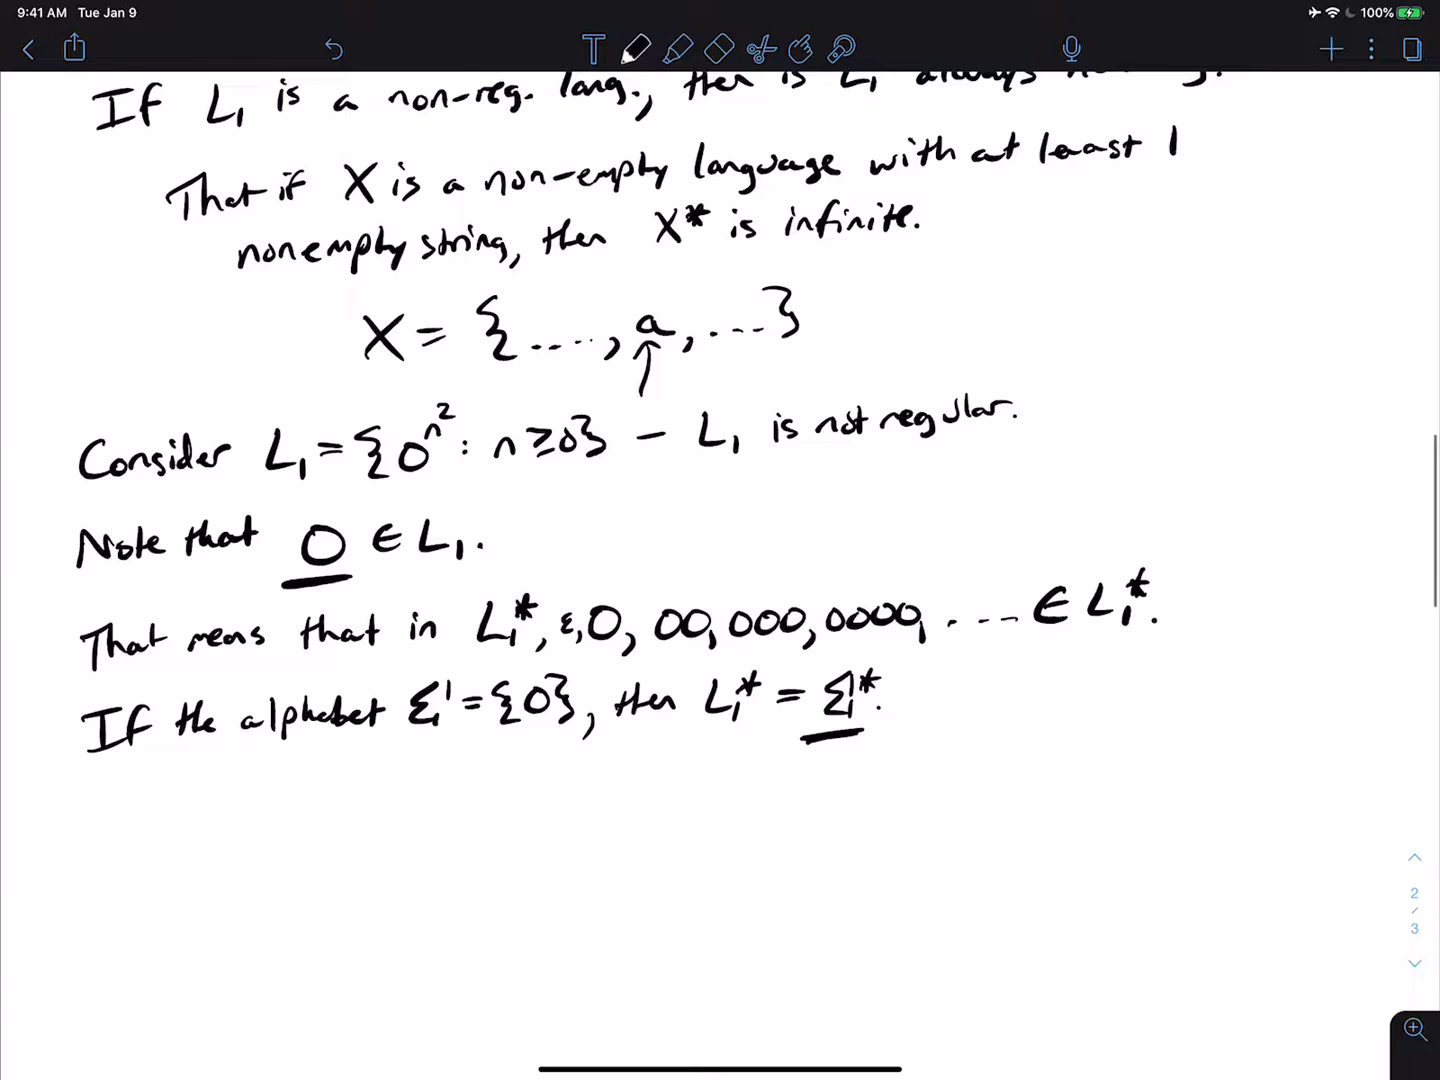 9:41 AM Tue Jan 9
100%
If L₁ is a non-reg. lang., then is L₁ always
That if X is a non-empty language with at least 1
nonempty string, then X* is infinite.
X = {....., a, ....}
Consider L₁ = {0^n^2 : n ≥ 0} - L₁ is not regular.
Note that 0 ∈ L₁.
That means that in L₁*, ε, 0, 00, 000, 0000, .... ∈ L₁*.
If the alphabet Σ₁ = {0}, then L₁* = Σ₁*.
2
/
3